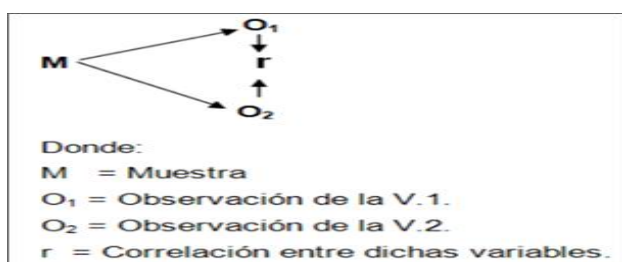 O₁
M r
O₂
Donde:
M = Muestra
O₁ = Observación de la V.1.
O₂ = Observación de la V.2.
r = Correlación entre dichas variables.